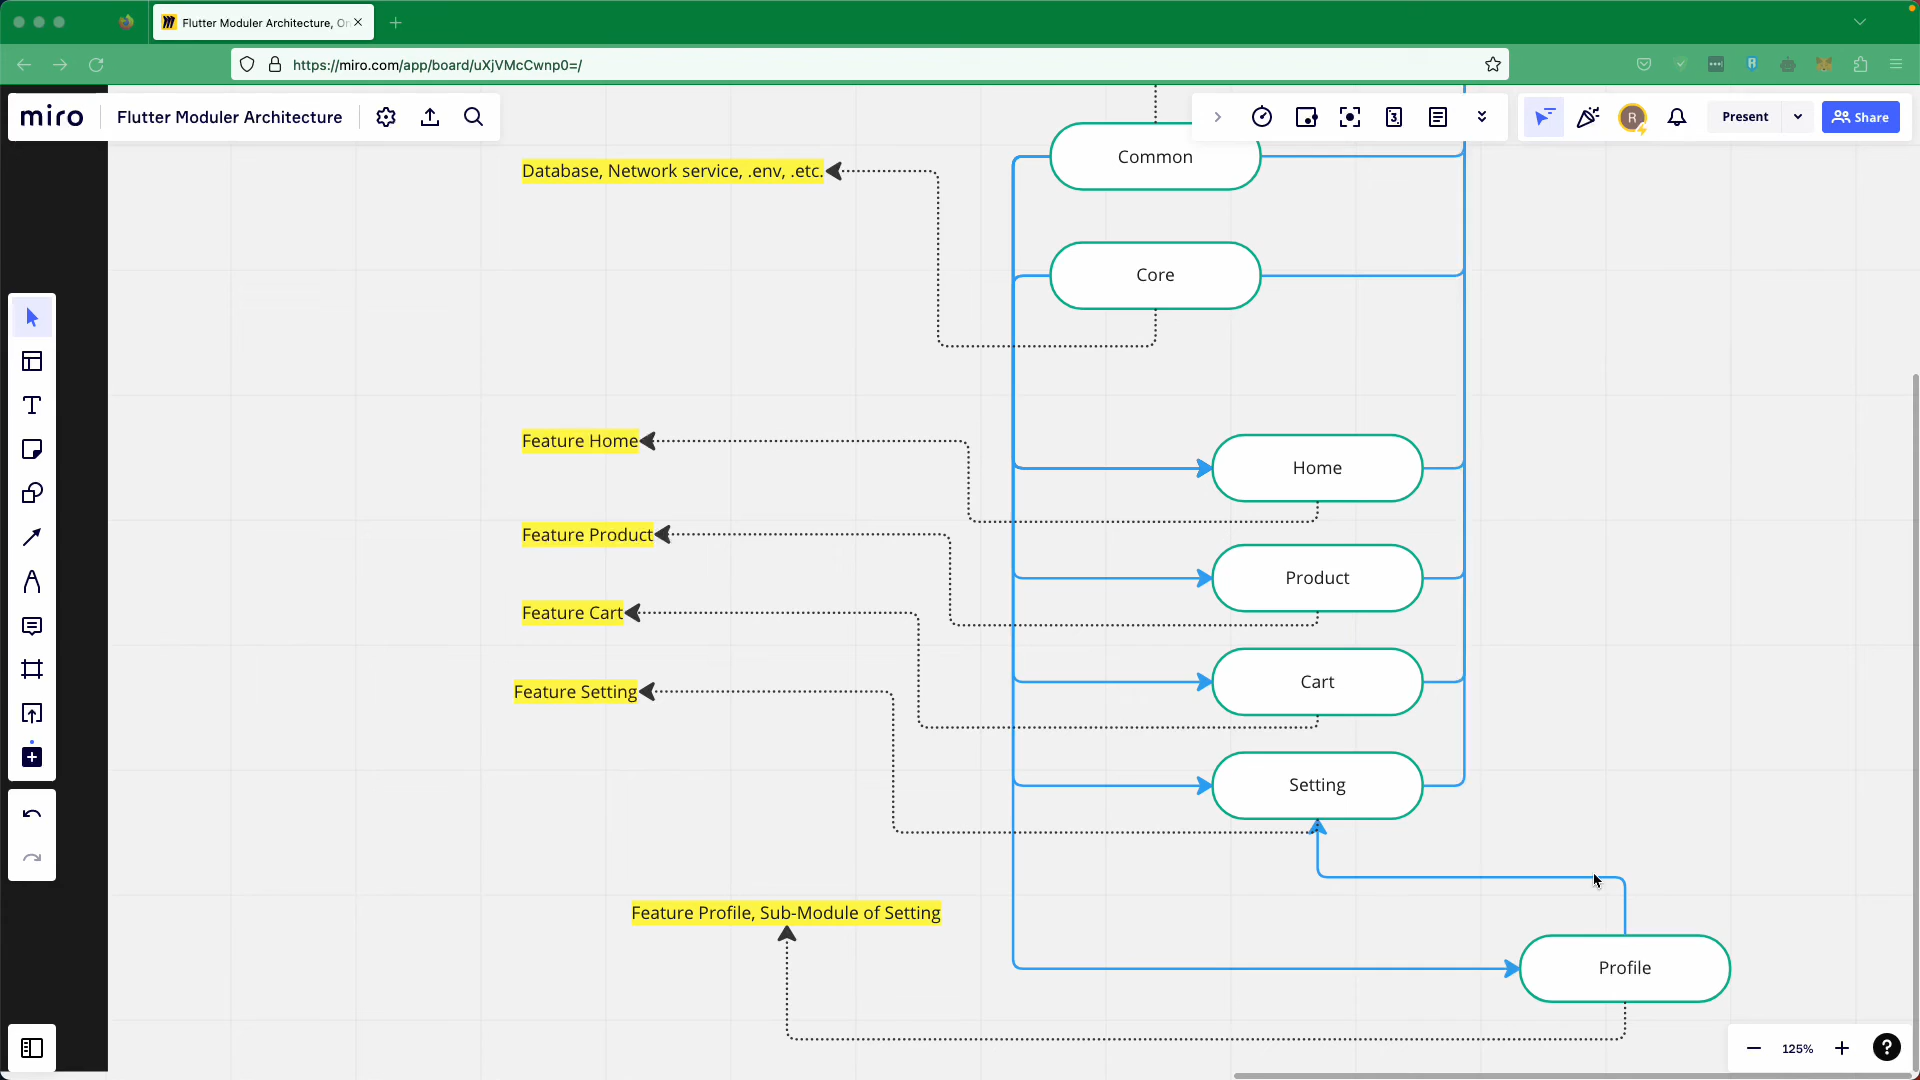 Flutter Moduler Architecture, Or
https://miro.com/app/board/uXjVMcCwnp0=/
miro
Flutter Moduler Architecture
3
R
Present
Share
Common
Database, Network service, .env, .etc.
Core
Feature Home
Home
Feature Product
Product
Feature Cart
Cart
Feature Setting
Setting
Feature Profile, Sub-Module of Setting
Profile
125%